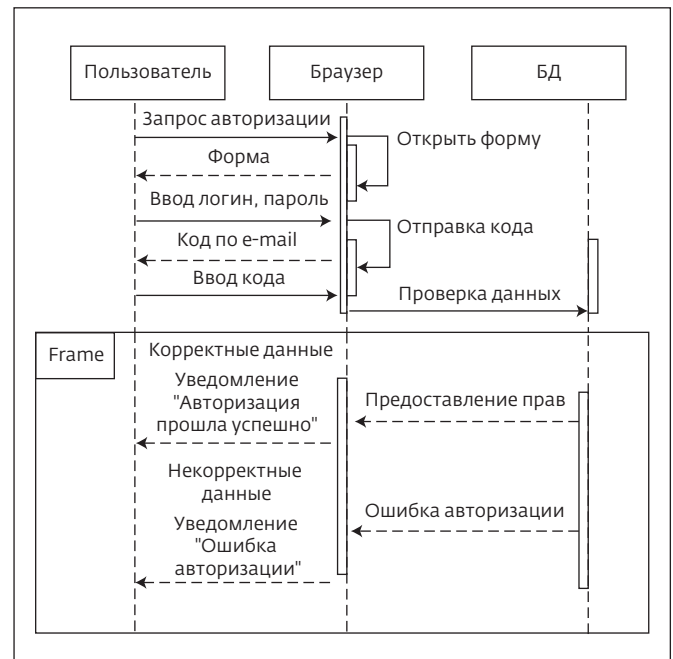 Пользователь
Браузер
БД
Запрос авторизации
Открыть форму
Форма
Ввод логин, пароль
Отправка кода
Код по e-mail
Ввод кода
Проверка данных
Frame
Корректные данные
Уведомление
"Авторизация
прошла успешно"
Предоставление прав
Некорректные
данные
Ошибка авторизации
Уведомление
"Ошибка
авторизации"